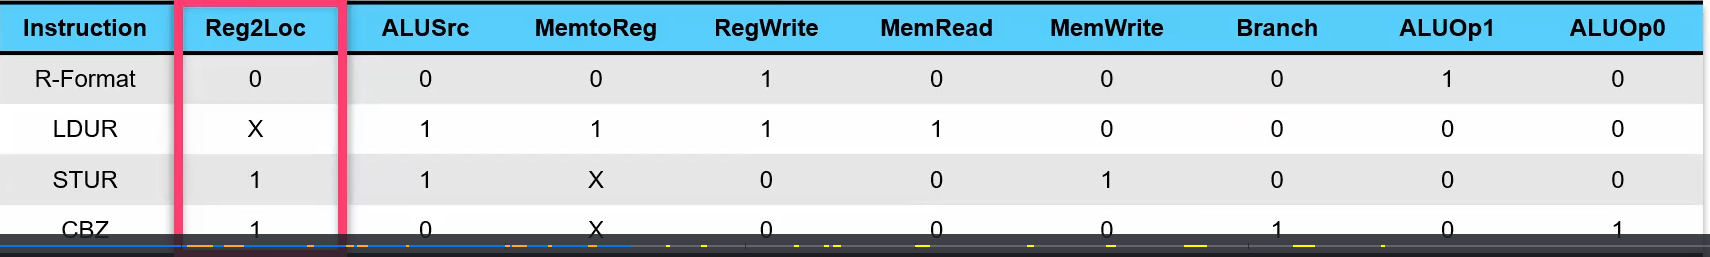 Instruction Reg2Loc ALUSrc MemtoReg RegWrite MemRead MemWrite Branch ALUOp1 ALUOp0
R-Format 0 0 0 1 0 0 0 1 0
LDUR X 1 1 1 1 0 0 0 0
STUR 1 1 X 0 0 1 0 0 0
CBZ 1 0 X 0 0 0 1 0 1